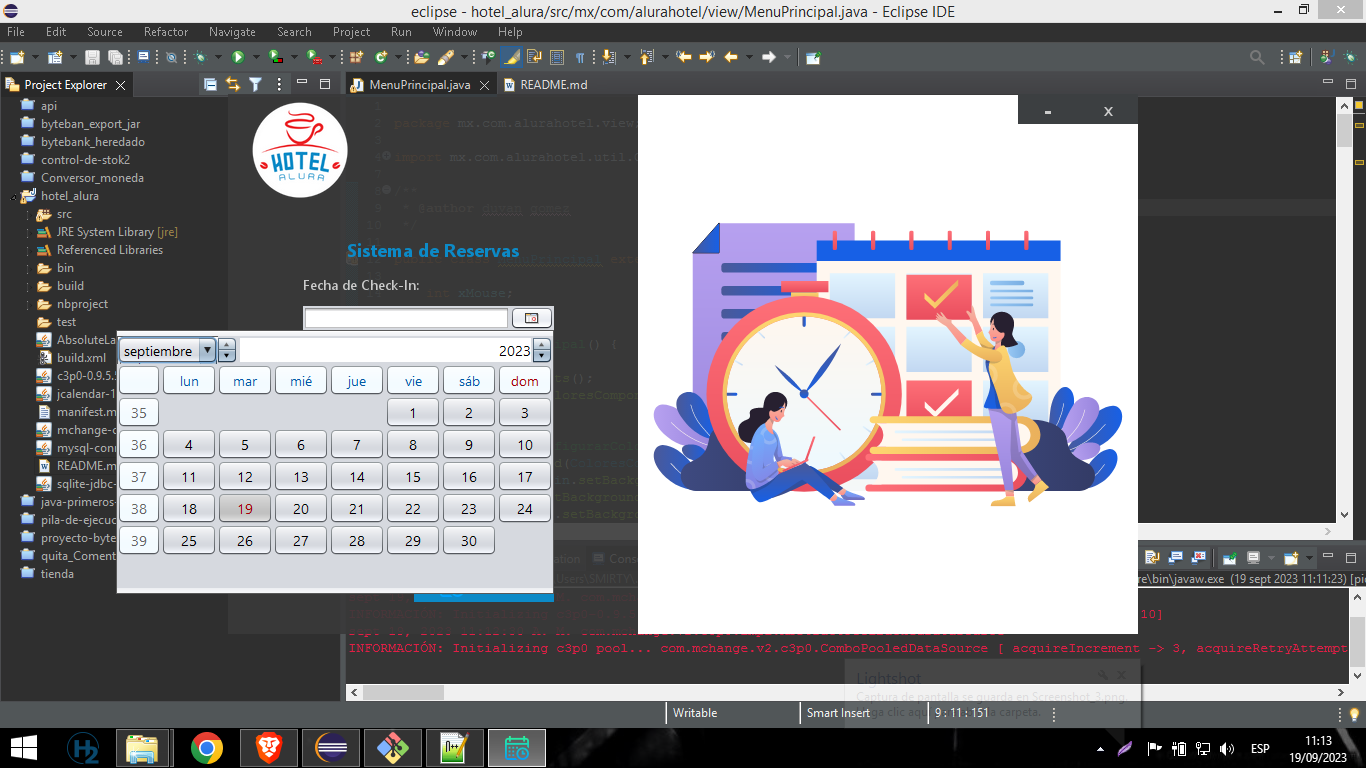 eclipse - hotel_alura/src/mx/com/alurahotel/view/MenuPrincipal.java - Eclipse IDE
File Edit Source Refactor Navigate Search Project Run Window Help
Project Explorer
MenuPrincipal.java
README.md
api
byteban_export_jar
bytebank_heredado
control-de-stok2
Conversor_moneda
hotel_alura
src
JRE System Library [jre]
Referenced Libraries
bin
build
nbproject
test
build.xml
c3p0-0.9.5.
jcalendar-1
manifest.m
mchange-c
mysql-conn
README.m
sqlite-jdbc-
java-primeros-
pila-de-ejecuc
proyecto-byte
quita_Coment
tienda
package mx.com.alurahotel.view;
import mx.com.alurahotel.util.
HOTEL
ALURA
- x
Sistema de Reservas
Fecha de Check-In:
septiembre 2023
lun mar mié jue vie sáb dom
35 1 2 3
36 4 5 6 7 8 9 10
37 11 12 13 14 15 16 17
38 18 19 20 21 22 23 24
39 25 26 27 28 29 30
re\bin\javaw.exe (19 sept 2023 11:11:23) [pi
10]
INFORMACIÓN: Initializing c3p0 pool... com.mchange.v2.c3p0.ComboPooledDataSource [ acquireIncrement -> 3, acquireRetryAttempt
Lightshot
Captura de pantalla se guarda en Screenshot_3.png.
Writable Smart Insert 9 : 11 : 151
H2
ESP
11:13
19/09/2023